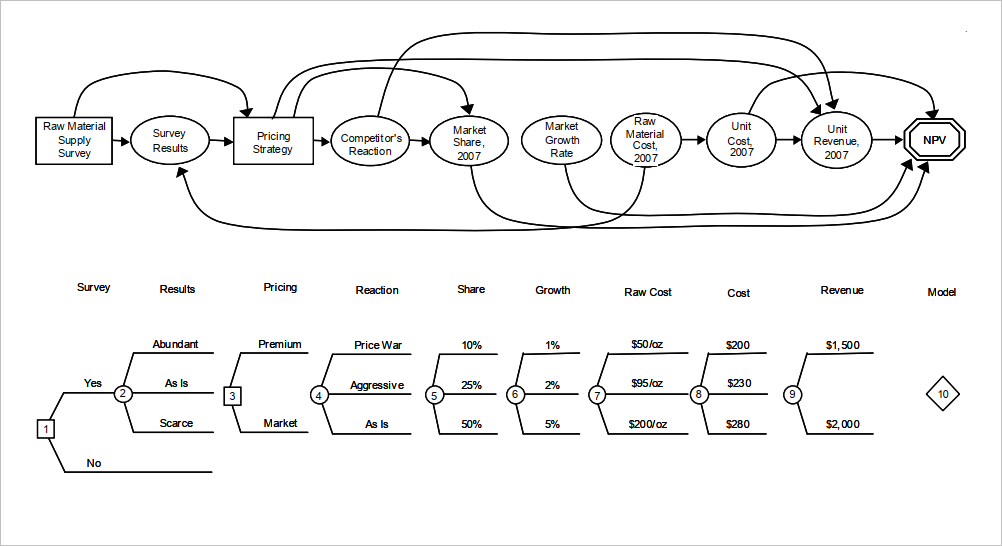 Raw Material
Supply
Survey
Survey
Results
Pricing
Strategy
Competitor's
Reaction
Market
Share,
2007
Market
Growth
Rate
Raw
Material
Cost,
2007
Unit
Cost,
2007
Unit
Revenue,
2007
NPV
Survey
Results
Pricing
Reaction
Share
Growth
Raw Cost
Cost
Revenue
Model
1
Yes
No
2
Abundant
As Is
Scarce
3
Premium
Market
4
Price War
Aggressive
As Is
5
10%
25%
50%
6
1%
2%
5%
7
$50/oz
$95/oz
$200/oz
8
$200
$230
$280
9
$1,500
$2,000
10